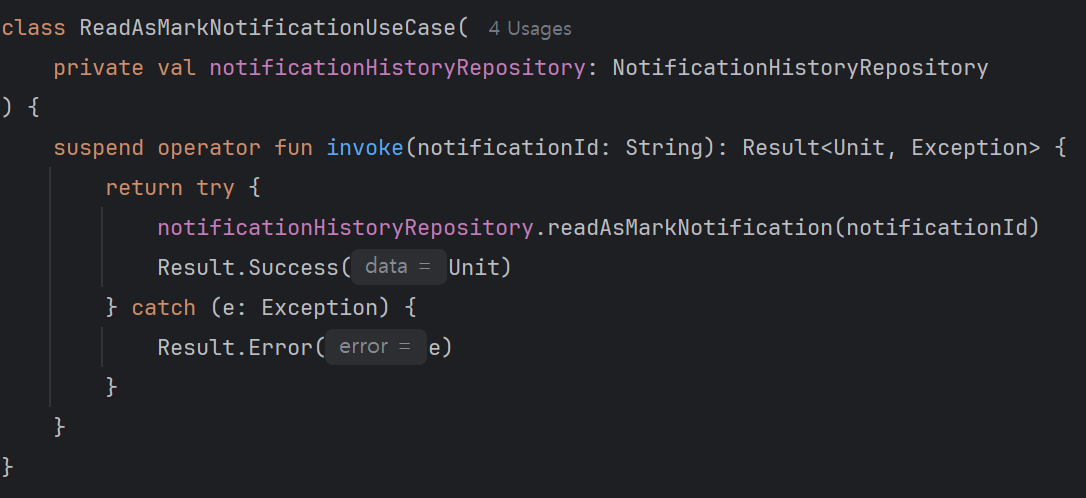 class ReadAsMarkNotificationUseCase( 4 Usages
    private val notificationHistoryRepository: NotificationHistoryRepository
) {
    suspend operator fun invoke(notificationId: String): Result<Unit, Exception> {
        return try {
            notificationHistoryRepository.readAsMarkNotification(notificationId)
            Result.Success( data = Unit)
        } catch (e: Exception) {
            Result.Error( error = e)
        }
    }
}